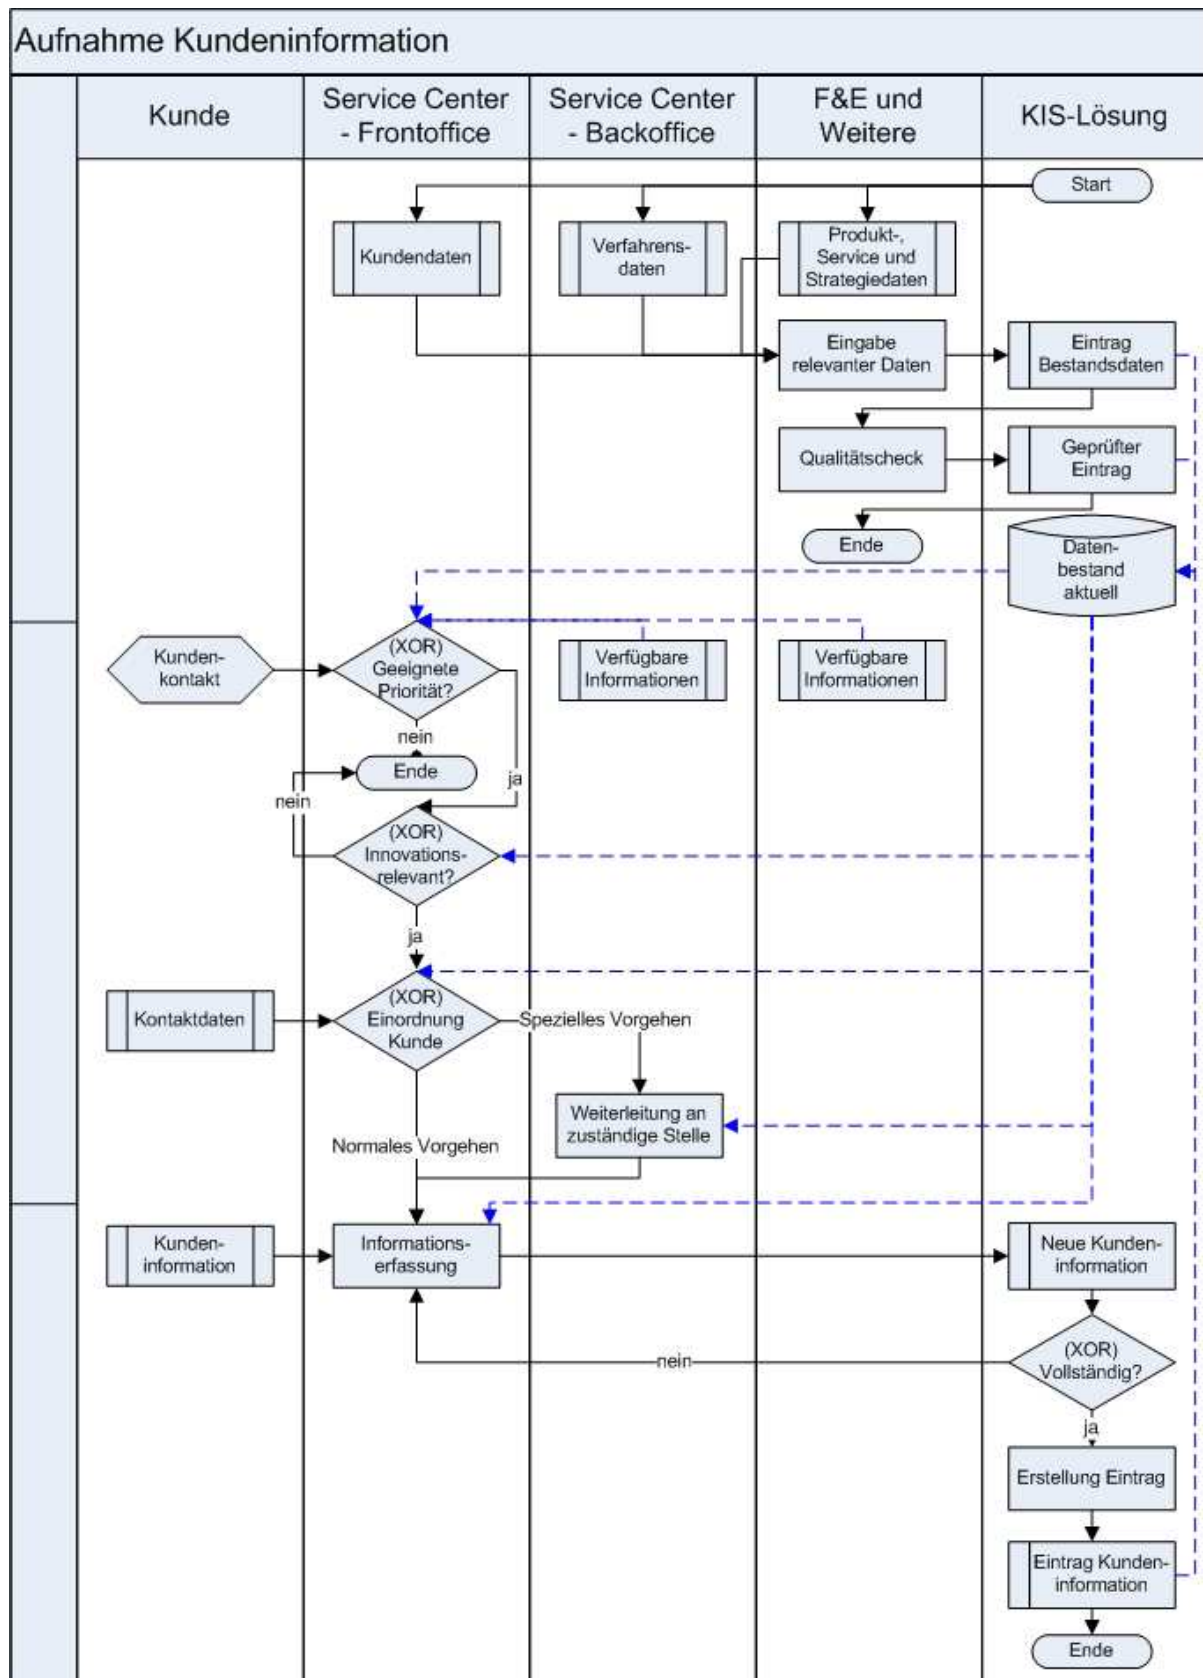 Aufnahme Kundeninformation
Kunde
Service Center
- Frontoffice
Service Center
- Backoffice
F&E und
Weitere
KIS-Lösung
Start
Kundendaten
Verfahrens-
daten
Produkt-,
Service und
Strategiedaten
Eingabe
relevanter Daten
Eintrag
Bestandsdaten
Qualitätscheck
Geprüfter
Eintrag
Ende
Daten-
bestand
aktuell
Kunden-
kontakt
(XOR)
Geeignete
Priorität?
Verfügbare
Informationen
Verfügbare
Informationen
nein
Ende
ja
nein
(XOR)
Innovations-
relevant?
ja
Kontaktdaten
(XOR)
Einordnung
Kunde
Spezielles Vorgehen
Weiterleitung an
zuständige Stelle
Normales Vorgehen
Kunden-
information
Informations-
erfassung
Neue Kunden-
information
nein
(XOR)
Vollständig?
ja
Erstellung Eintrag
Eintrag Kunden-
information
Ende